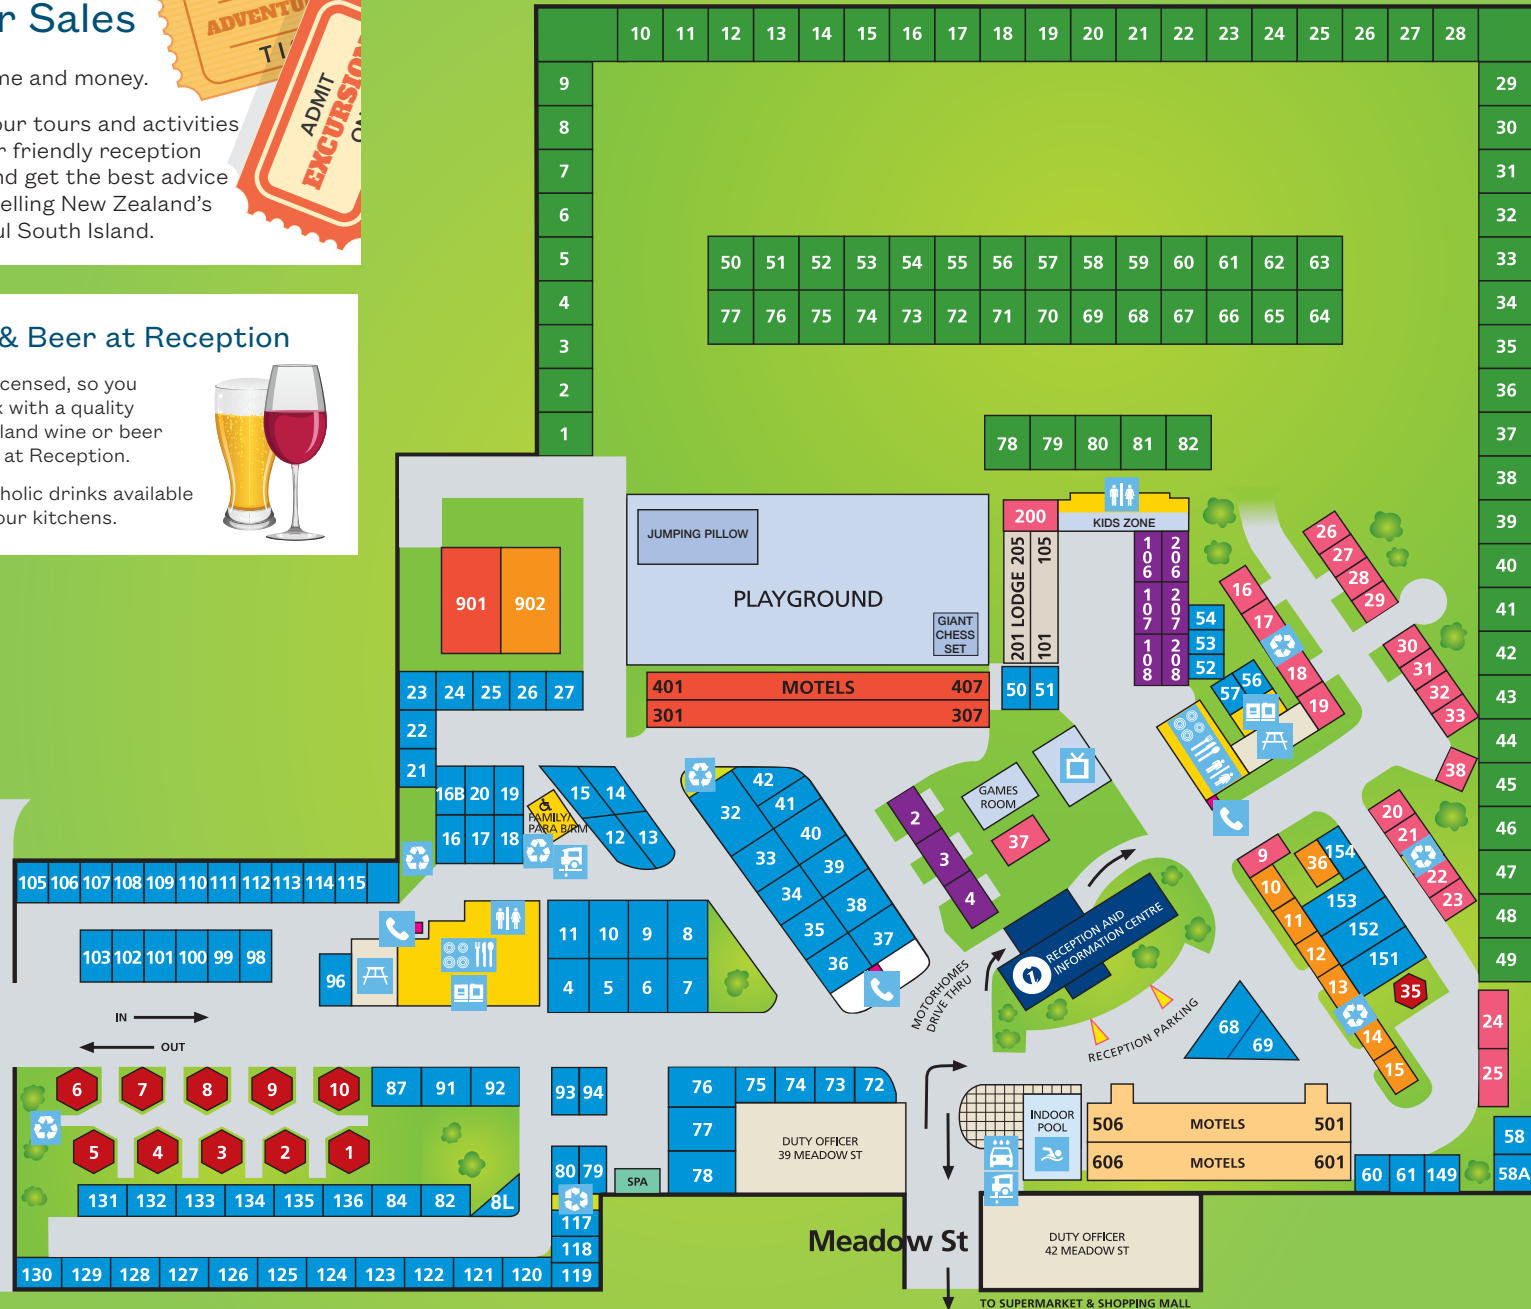 r Sales
me and money.
our tours and activities
r friendly reception
nd get the best advice
elling New Zealand's
ul South Island.
ADVENTU
TI
ADMIT
ON
EXCURSION
& Beer at Reception
censed, so you
x with a quality
land wine or beer
at Reception.
holic drinks available
our kitchens.
10 11 12 13 14 15 16 17 18 19 20 21 22 23 24 25 26 27 28
9
8
7
6
5
4
3
2
1
29
30
31
32
33
34
35
36
37
38
39
40
41
42
43
44
45
46
47
48
49
50 51 52 53 54 55 56 57 58 59 60 61 62 63
77 76 75 74 73 72 71 70 69 68 67 66 65 64
78 79 80 81 82
JUMPING PILLOW
PLAYGROUND
GIANT
CHESS
SET
200
KIDS ZONE
201 LODGE 205
101 105
106 206
107 207
108 208
54
53
52
50 51
901 902
401 MOTELS 407
301 307
23 24 25 26 27
22
21
16B 20 19
16 17 18
FAMILY/
PARA B/RM
15 14
12 13
42
32 41
40
33 39
34 38
35 37
36
2
3
4
GAMES
ROOM
37
56
57
16
17
18
19
26
27
28
29
30
31
32
33
38
20
21
22
23
9
10
11
12
13
14
15
36 154
153
152
151
35
24
25
RECEPTION AND
INFORMATION CENTRE
MOTORHOMES
DRIVE THRU
RECEPTION PARKING
68 69
105 106 107 108 109 110 111 112 113 114 115
103 102 101 100 99 98
96
11 10 9 8
4 5 6 7
IN
OUT
6 7 8 9 10
5 4 3 2 1
87 91 92
93 94
131 132 133 134 135 136 84 82 8L
80 79
117
118
119
130 129 128 127 126 125 124 123 122 121 120
SPA
76 75 74 73 72
77
78
DUTY OFFICER
39 MEADOW ST
INDOOR
POOL
506 MOTELS 501
606 MOTELS 601
60 61 149
58
58A
Meadow St
DUTY OFFICER
42 MEADOW ST
TO SUPERMARKET & SHOPPING MALL